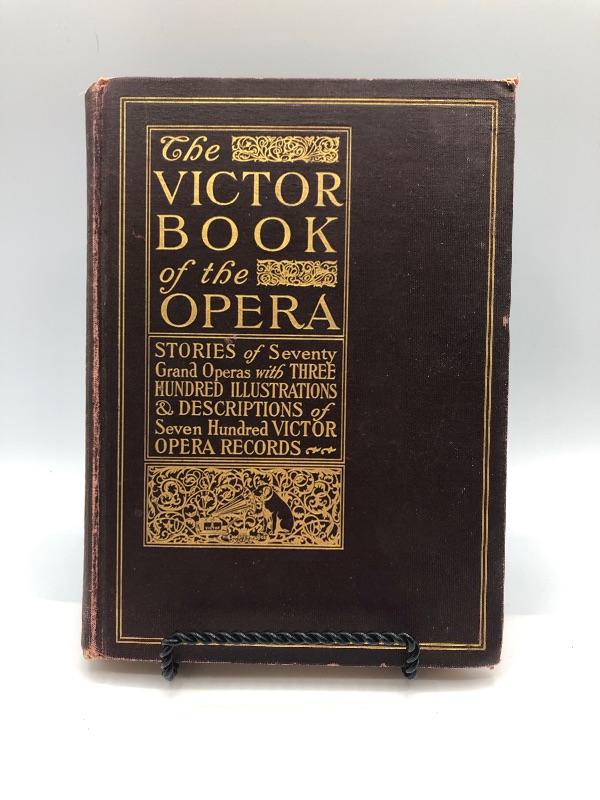 The
VICTOR
BOOK
of the
OPERA
STORIES of Seventy
Grand Operas with THREE
HUNDRED ILLUSTRATIONS
& DESCRIPTIONS of
Seven Hundred VICTOR
OPERA RECORDS